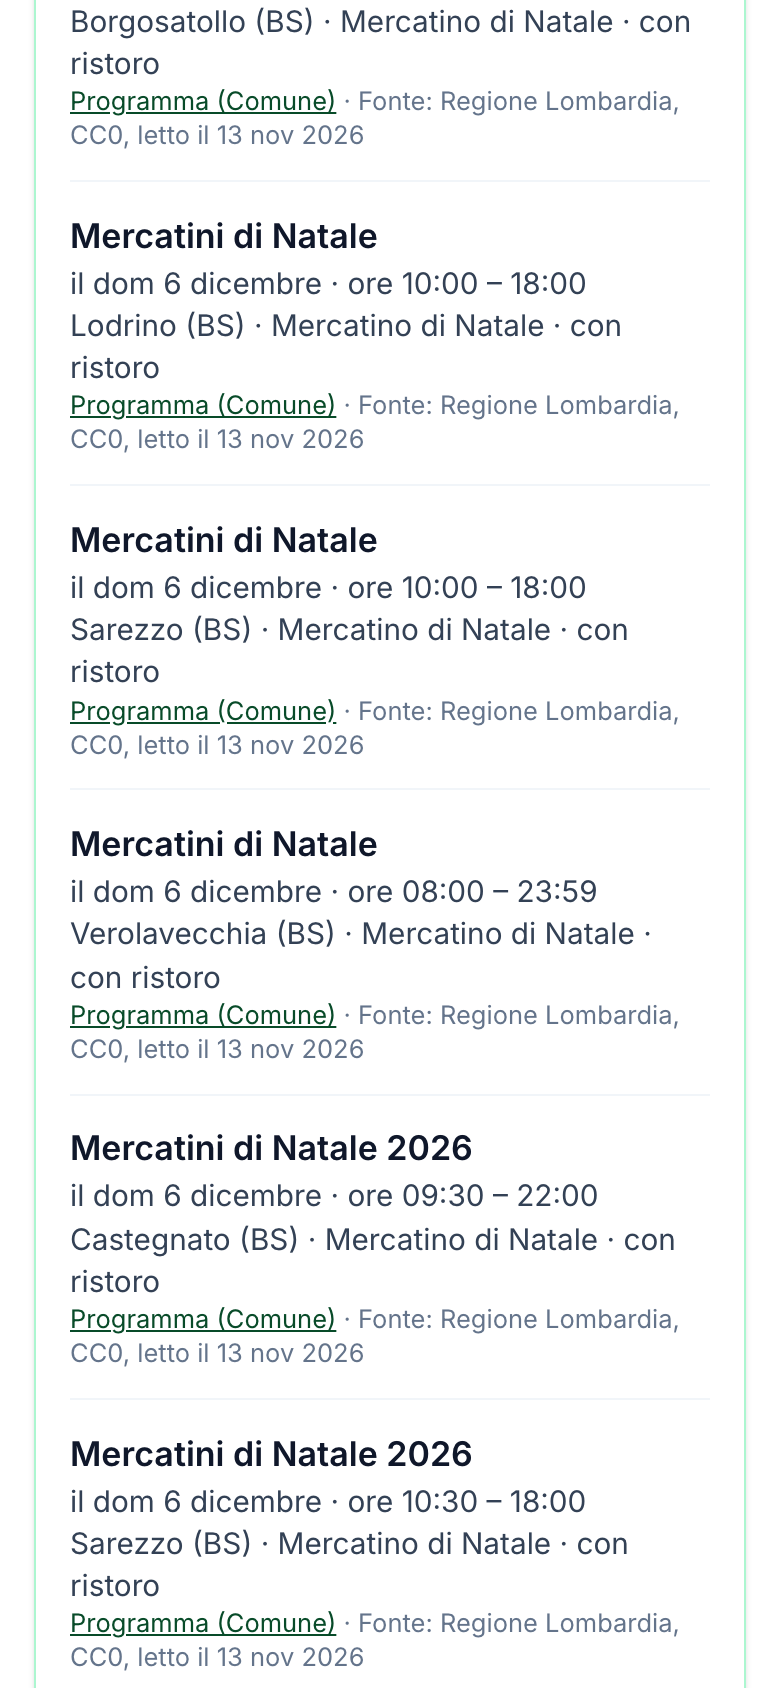 Borgosatollo (BS) · Mercatino di Natale · con
ristoro
Programma (Comune) · Fonte: Regione Lombardia,
CC0, letto il 13 nov 2026
Mercatini di Natale
il dom 6 dicembre · ore 10:00 – 18:00
Lodrino (BS) · Mercatino di Natale · con
ristoro
Programma (Comune) · Fonte: Regione Lombardia,
CC0, letto il 13 nov 2026
Mercatini di Natale
il dom 6 dicembre · ore 10:00 – 18:00
Sarezzo (BS) · Mercatino di Natale · con
ristoro
Programma (Comune) · Fonte: Regione Lombardia,
CC0, letto il 13 nov 2026
Mercatini di Natale
il dom 6 dicembre · ore 08:00 – 23:59
Verolavecchia (BS) · Mercatino di Natale ·
con ristoro
Programma (Comune) · Fonte: Regione Lombardia,
CC0, letto il 13 nov 2026
Mercatini di Natale 2026
il dom 6 dicembre · ore 09:30 – 22:00
Castegnato (BS) · Mercatino di Natale · con
ristoro
Programma (Comune) · Fonte: Regione Lombardia,
CC0, letto il 13 nov 2026
Mercatini di Natale 2026
il dom 6 dicembre · ore 10:30 – 18:00
Sarezzo (BS) · Mercatino di Natale · con
ristoro
Programma (Comune) · Fonte: Regione Lombardia,
CC0, letto il 13 nov 2026